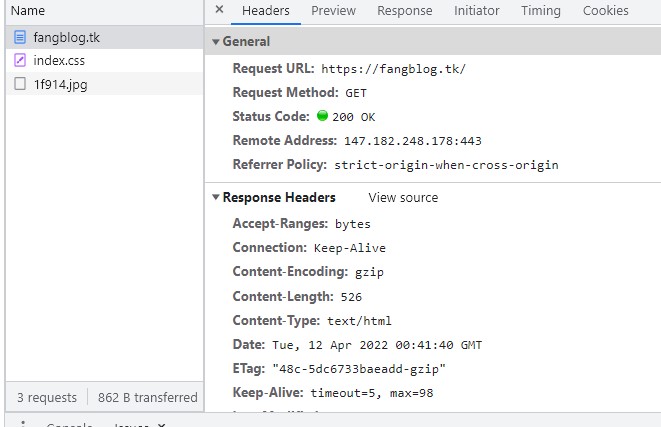 Name
× Headers Preview Response Initiator Timing Cookies
fangblog.tk
index.css
1f914.jpg
General
Request URL: https://fangblog.tk/
Request Method: GET
Status Code: 200 OK
Remote Address: 147.182.248.178:443
Referrer Policy: strict-origin-when-cross-origin
Response Headers View source
Accept-Ranges: bytes
Connection: Keep-Alive
Content-Encoding: gzip
Content-Length: 526
Content-Type: text/html
Date: Tue, 12 Apr 2022 00:41:40 GMT
ETag: "48c-5dc6733baeadd-gzip"
Keep-Alive: timeout=5, max=98
3 requests 862 B transferred
Console Issues ×